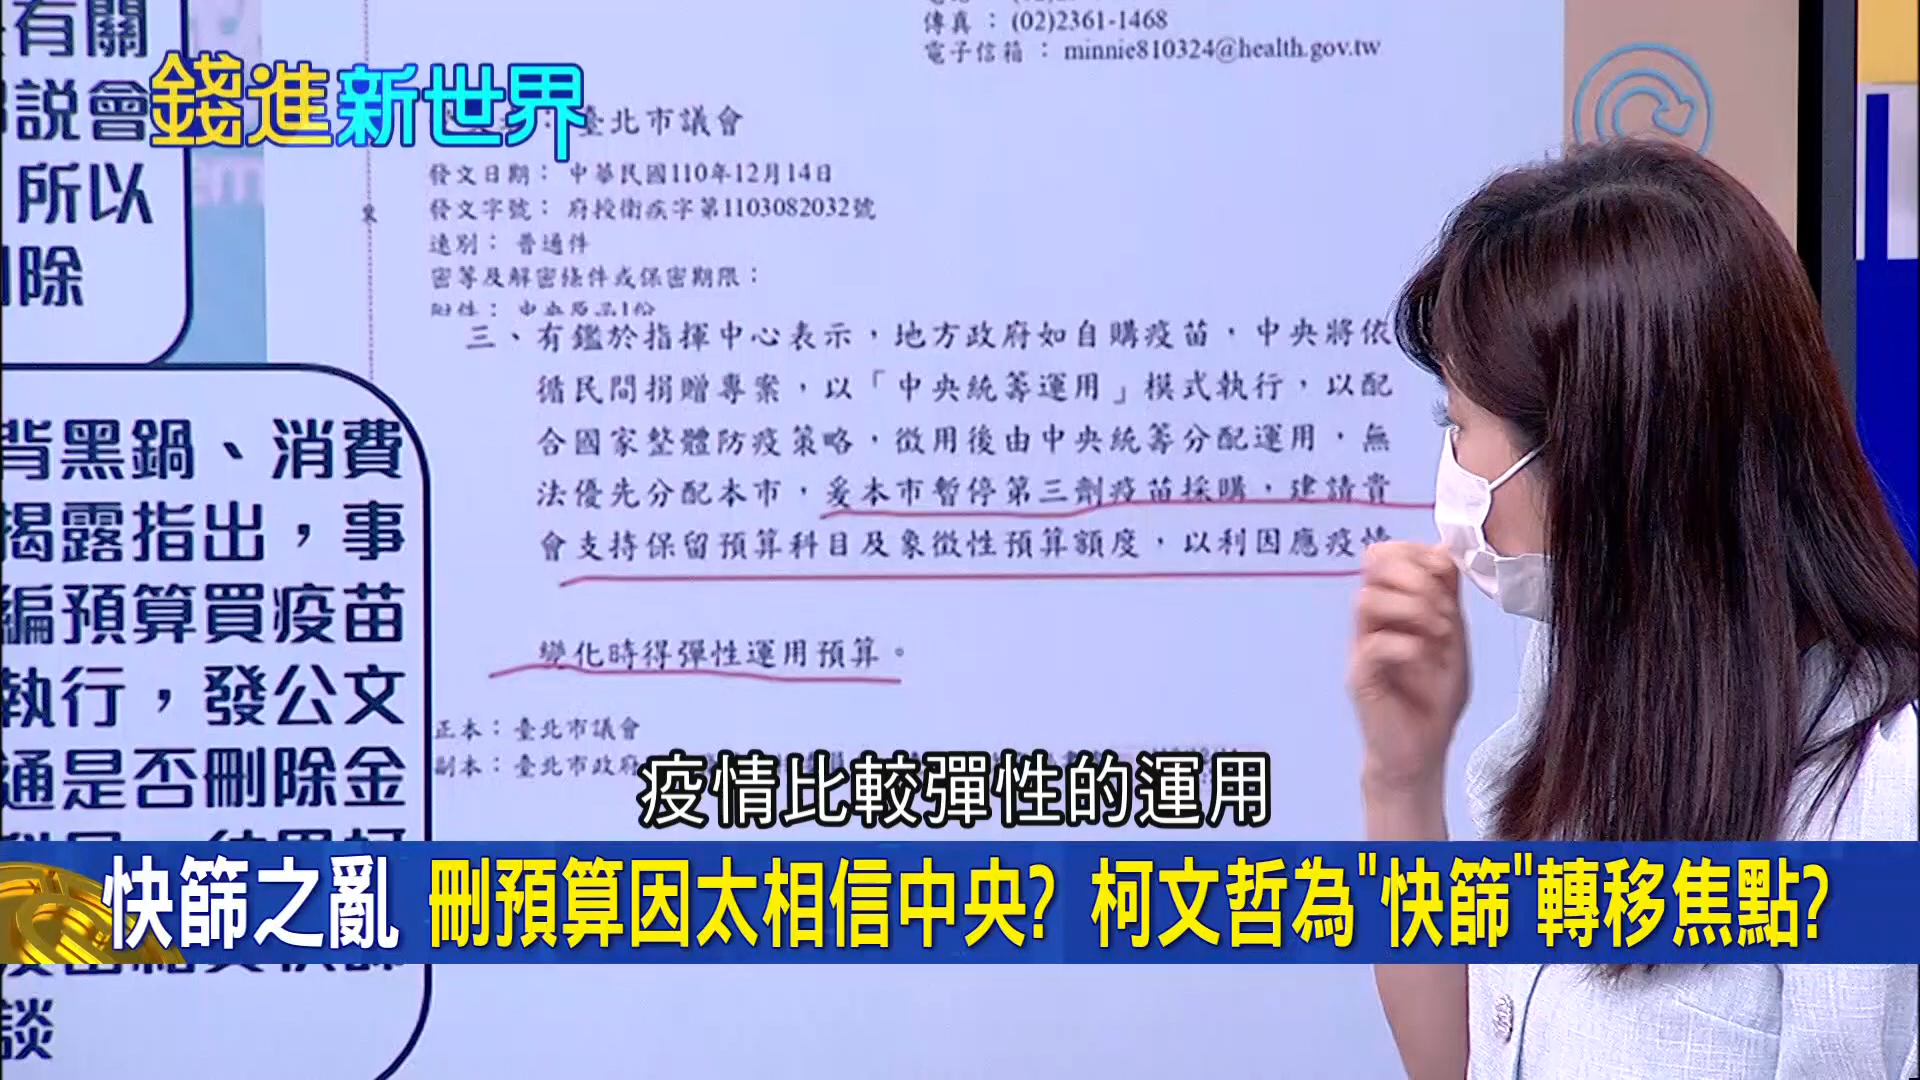 有關
說會
所以
除
錢進新世界
傳真：(02)2361-1468
電子信箱：minnie810324@health.gov.tw
臺北市議會
發文日期：中華民國110年12月14日
發文字號：府授衛疾字第1103082032號
速別：普通件
密等及解密條件或保密期限：
三、有鑑於指揮中心表示，地方政府如自購疫苗，中央將依
循民間捐贈專案，以「中央統籌運用」模式執行，以配
合國家整體防疫策略，徵用後由中央統籌分配運用，無
法優先分配本市，爰本市暫停第三劑疫苗採購，建請貴
會支持保留預算科目及象徵性預算額度，以利因應疫情
變化時得彈性運用預算。
正本：臺北市議會
副本：臺北市政府
背黑鍋、消費
揭露指出，事
編預算買疫苗
執行，發公文
通是否刪除金
談
疫情比較彈性的運用
快篩之亂 刪預算因太相信中央? 柯文哲為"快篩"轉移焦點?